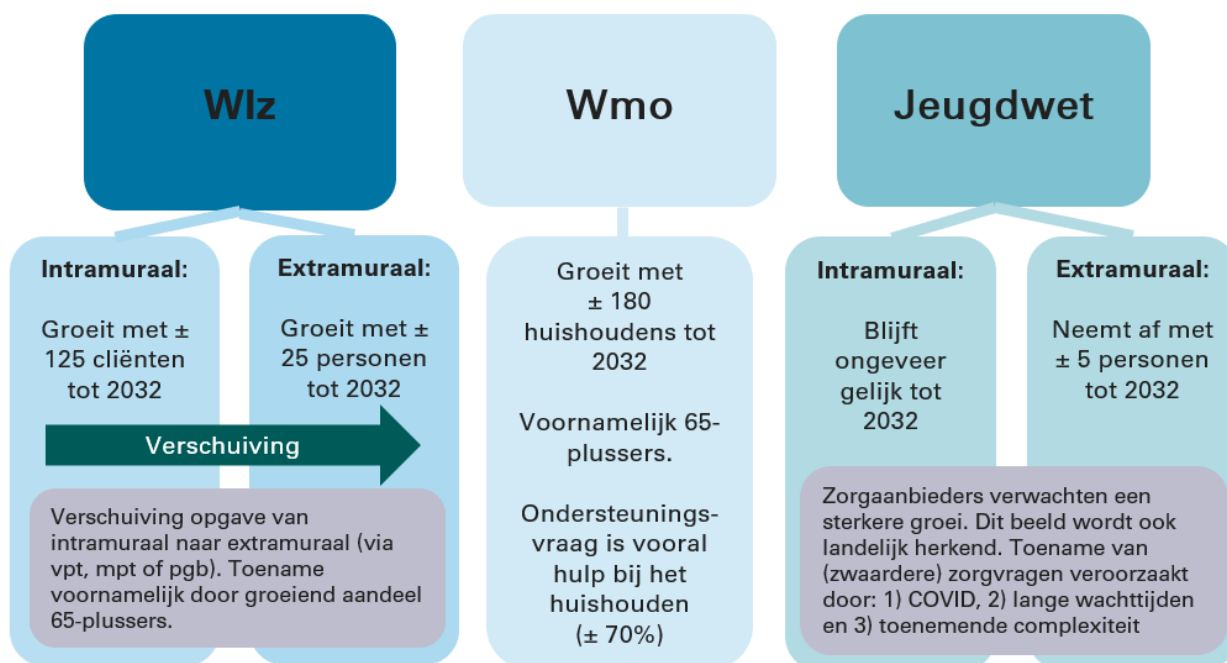 Wlz
Intramuraal:
Groeit met ±
125 cliënten
tot 2032
Extramuraal:
Groeit met ±
25 personen
tot 2032
Verschuiving
Verschuiving opgave van
intramuraal naar extramuraal (via
vpt, mpt of pgb). Toename
voornamelijk door groeiend aandeel
65-plussers.
Wmo
Groeit met
± 180
huishoudens tot
2032
Voornamelijk 65-
plussers.
Ondersteunings-
vraag is vooral
hulp bij het
huishouden
(± 70%)
Jeugdwet
Intramuraal:
Blijft
ongeveer
gelijk tot
2032
Extramuraal:
Neemt af met
± 5 personen
tot 2032
Zorgaanbieders verwachten een
sterkere groei. Dit beeld wordt ook
landelijk herkend. Toename van
(zwaardere) zorgvragen veroorzaakt
door: 1) COVID, 2) lange wachttijden
en 3) toenemende complexiteit